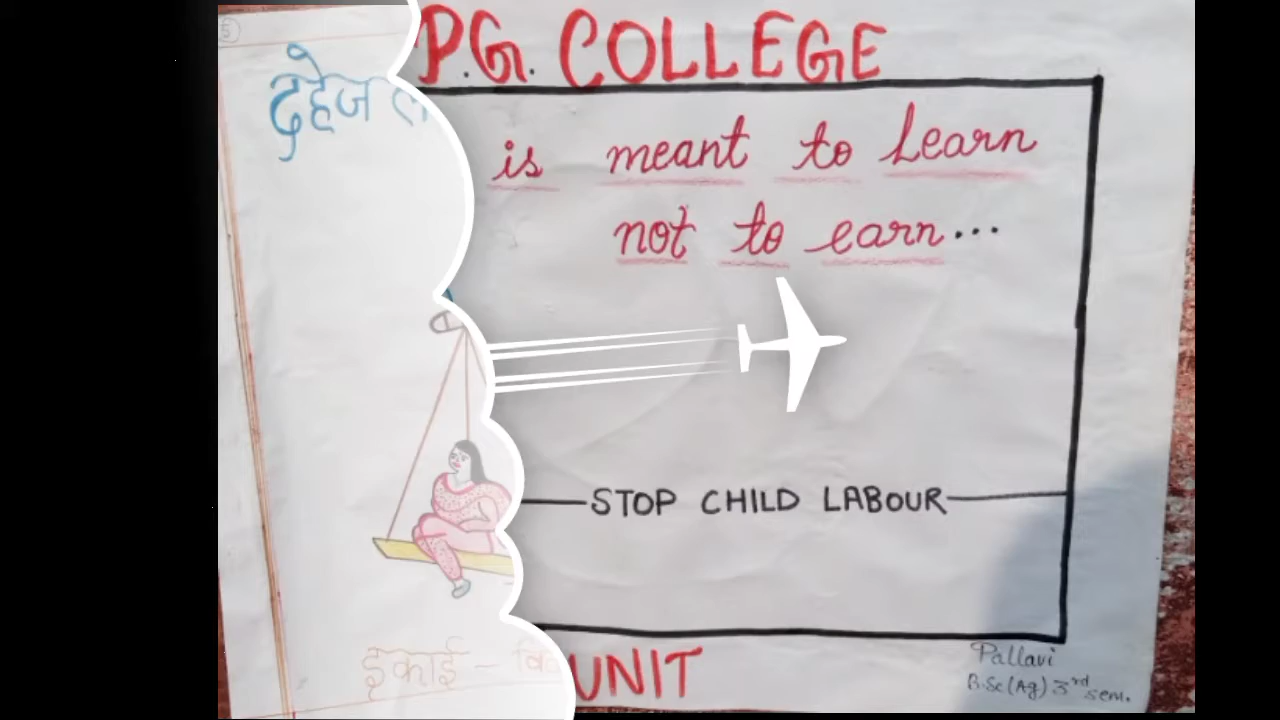 5
P.G. COLLEGE
दहेज
is meant to Learn
not to earn...
STOP CHILD LABOUR
इकाई -
UNIT
Pallavi
B.Sc(Ag) 3rd sem.